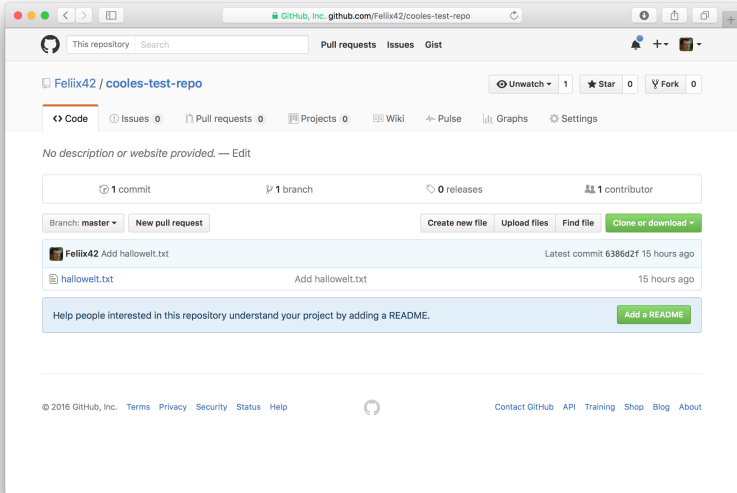 GitHub, Inc. github.com/Feliix42/cooles-test-repo
This repository Search Pull requests Issues Gist
Feliix42 / cooles-test-repo Unwatch 1 Star 0 Fork 0
Code Issues 0 Pull requests 0 Projects 0 Wiki Pulse Graphs Settings
No description or website provided. — Edit
1 commit 1 branch 0 releases 1 contributor
Branch: master New pull request Create new file Upload files Find file Clone or download
Feliix42 Add hallowelt.txt Latest commit 6386d2f 15 hours ago
hallowelt.txt Add hallowelt.txt 15 hours ago
Help people interested in this repository understand your project by adding a README. Add a README
© 2016 GitHub, Inc. Terms Privacy Security Status Help Contact GitHub API Training Shop Blog About